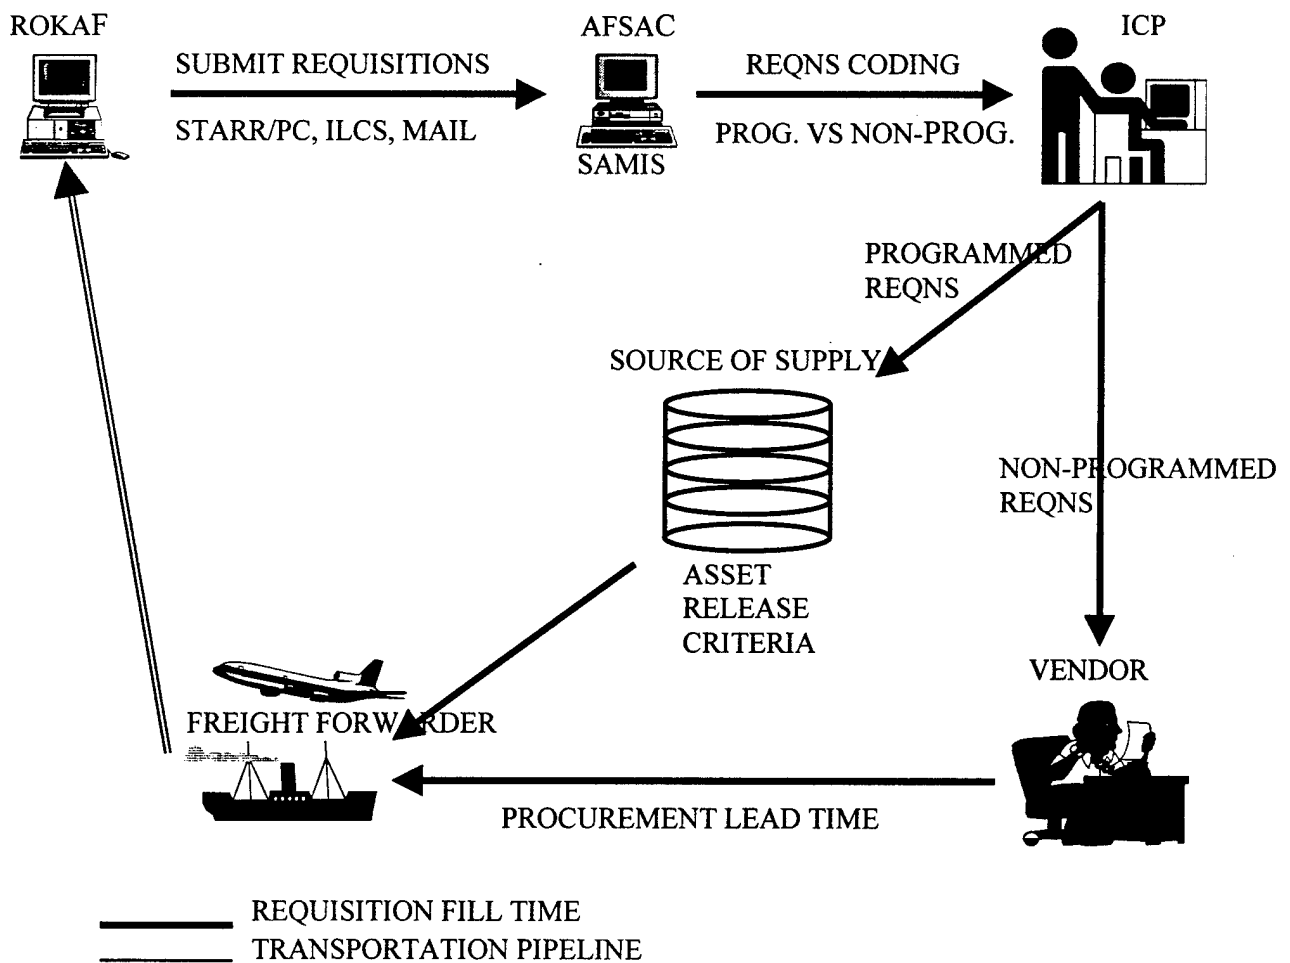 ROKAF
AFSAC
ICP
SUBMIT REQUISITIONS
REQNS CODING
STARR/PC, ILCS, MAIL
PROG. VS NON-PROG.
SAMIS
PROGRAMMED
REQNS
SOURCE OF SUPPLY
NON-PROGRAMMED
REQNS
ASSET
RELEASE
CRITERIA
VENDOR
FREIGHT FORWARDER
PROCUREMENT LEAD TIME
REQUISITION FILL TIME
TRANSPORTATION PIPELINE